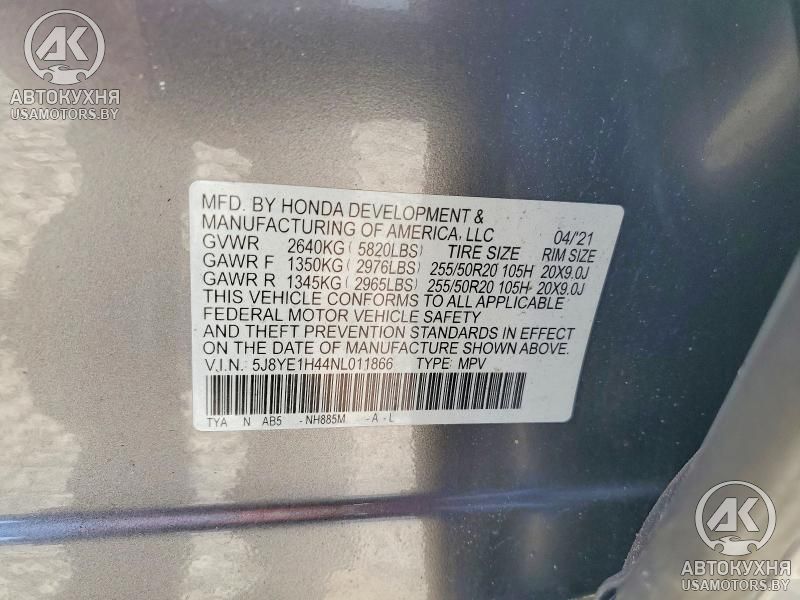 AK
АВТОКУХНЯ
USAMOTORS.BY
MFD. BY HONDA DEVELOPMENT &
MANUFACTURING OF AMERICA, LLC 04/'21
GVWR 2640KG (5820LBS) TIRE SIZE RIM SIZE
GAWR F 1350KG (2976LBS) 255/50R20 105H 20X9.0J
GAWR R 1345KG (2965LBS) 255/50R20 105H 20X9.0J
THIS VEHICLE CONFORMS TO ALL APPLICABLE
FEDERAL MOTOR VEHICLE SAFETY
AND THEFT PREVENTION STANDARDS IN EFFECT
ON THE DATE OF MANUFACTURE SHOWN ABOVE.
V.I.N.: 5J8YE1H44NL011866 TYPE: MPV
TYA N AB5 -NH885M -A-L
AK
АВТОКУХНЯ
USAMOTORS.BY